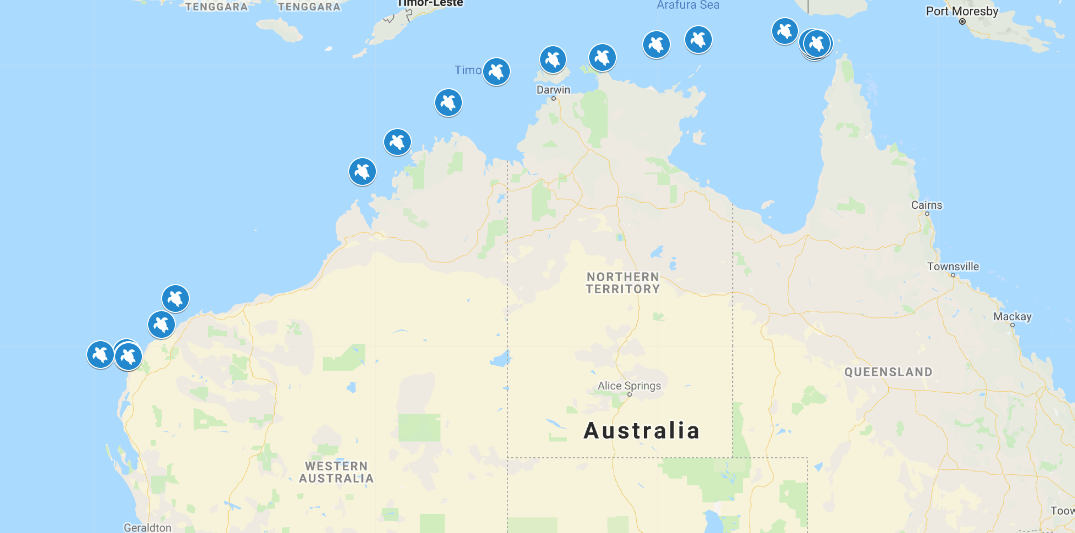 TENGGARA
TENGGARA
Timor-Leste
Arafura Sea
Port Moresby
Timo
Darwin
Cairns
Townsville
NORTHERN
TERRITORY
Mackay
QUEENSLAND
Alice Springs
Australia
WESTERN
AUSTRALIA
Geraldton
Toow